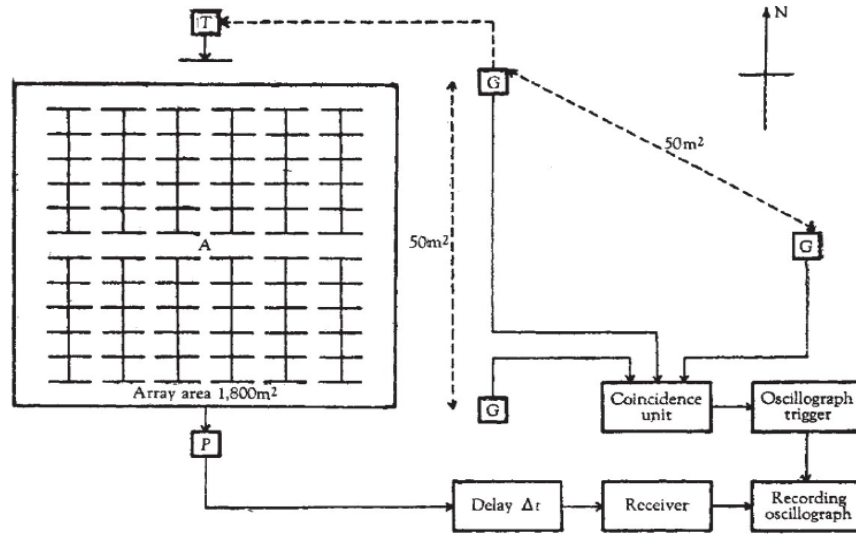 T
N
G
50m²
50m²
G
A
Array area 1,800m²
G
Coincidence
unit
Oscillograph
trigger
P
Delay Δt
Receiver
Recording
oscillograph